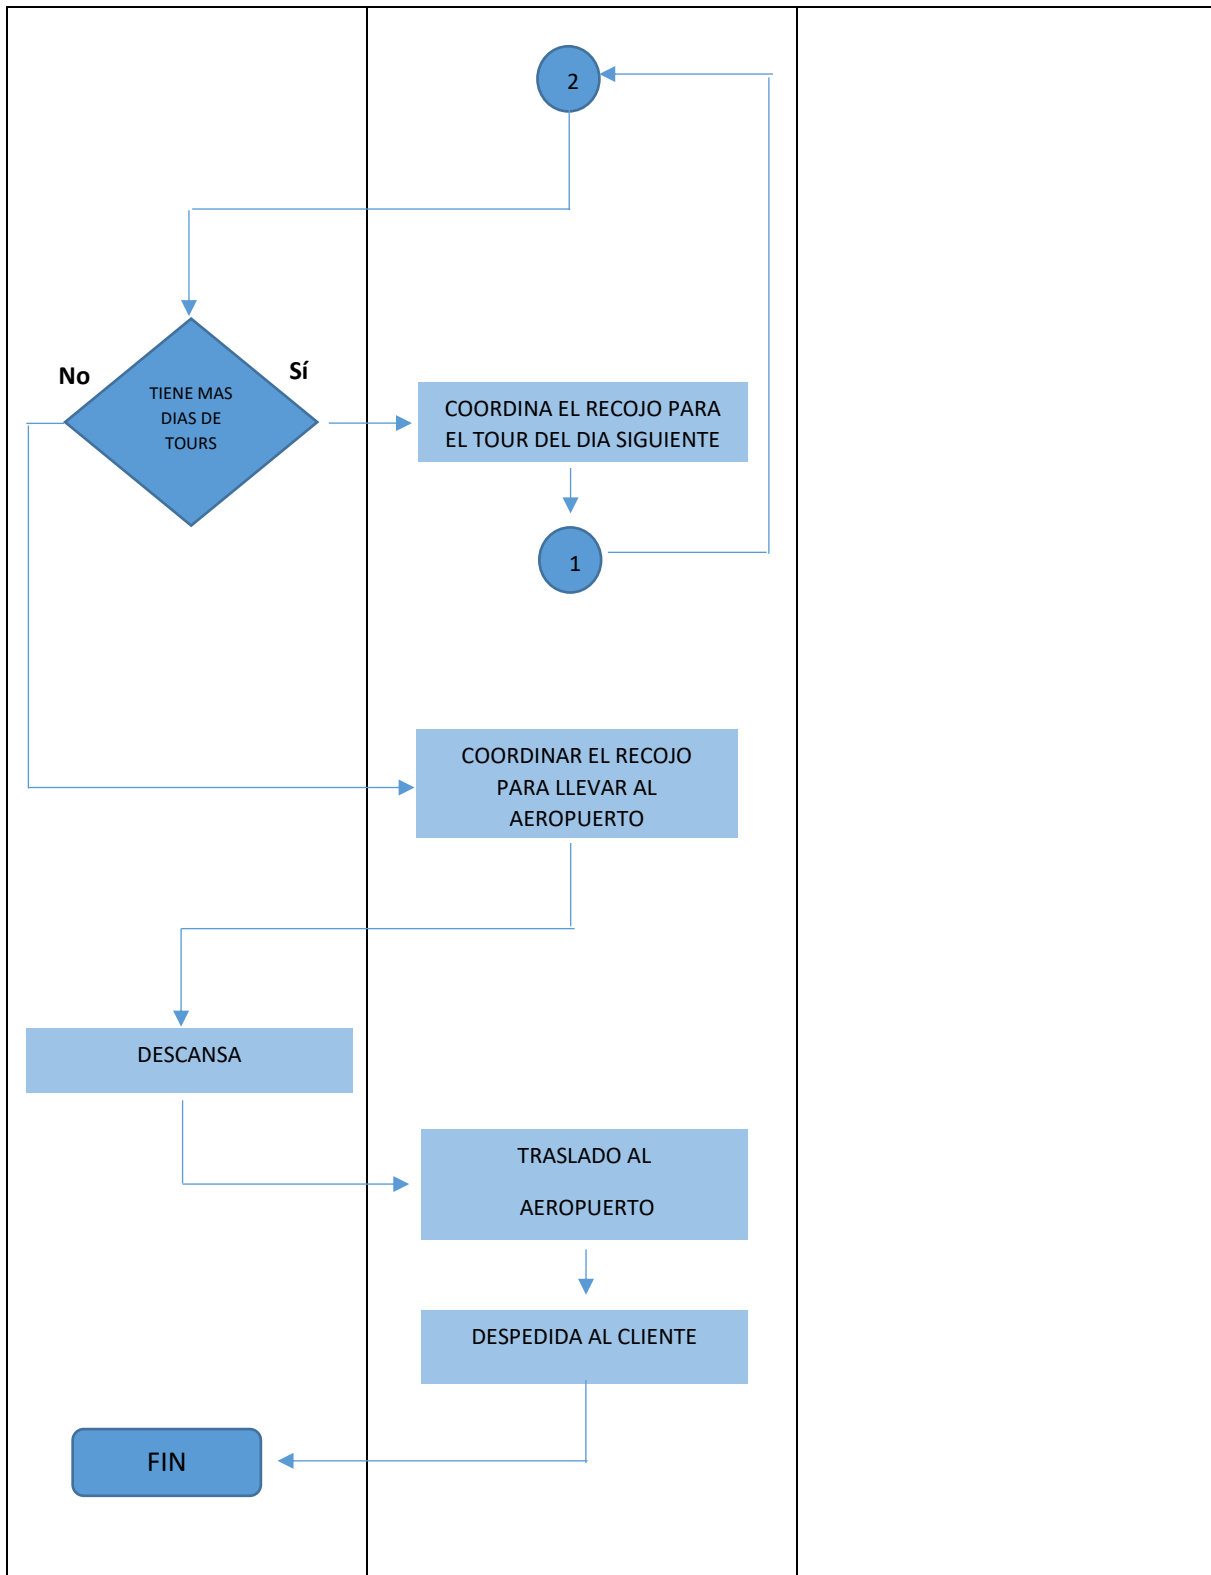 2
No
Sí
TIENE MAS
DIAS DE
TOURS
COORDINA EL RECOJO PARA
EL TOUR DEL DIA SIGUIENTE
1
COORDINAR EL RECOJO
PARA LLEVAR AL
AEROPUERTO
DESCANSA
TRASLADO AL
AEROPUERTO
DESPEDIDA AL CLIENTE
FIN